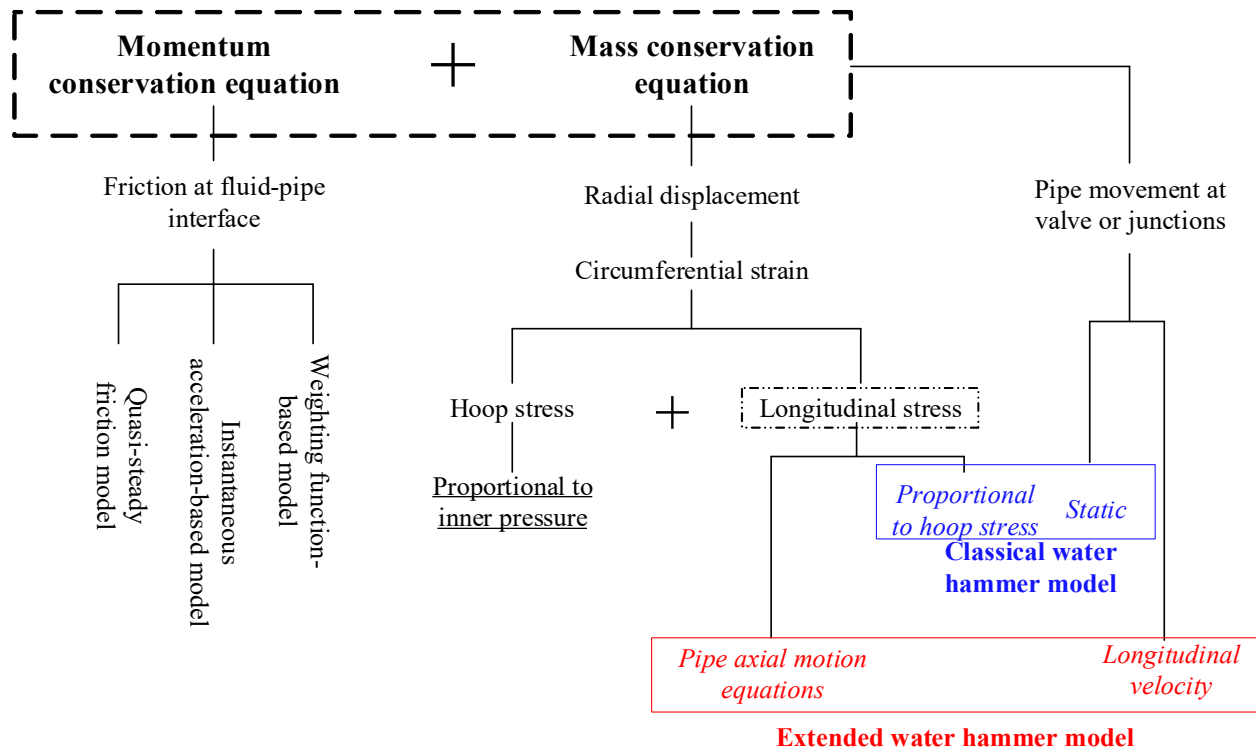 Momentum
conservation equation
+
Mass conservation
equation
Friction at fluid-pipe
interface
Radial displacement
Pipe movement at
valve or junctions
Circumferential strain
Quasi-steady
friction model
Instantaneous
acceleration-based model
Weighting function-
based model
Hoop stress
+
Longitudinal stress
Proportional to
inner pressure
Proportional
to hoop stress
Static
Classical water
hammer model
Pipe axial motion
equations
Longitudinal
velocity
Extended water hammer model